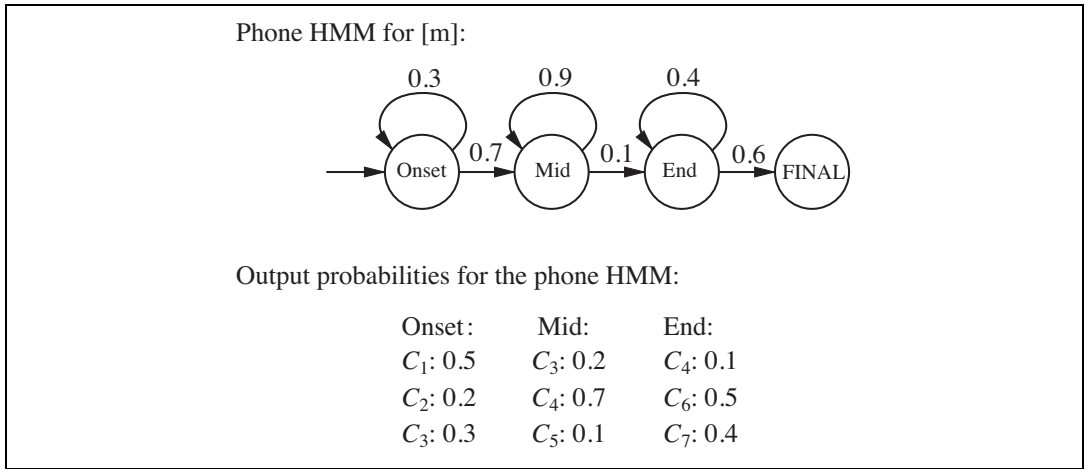 Phone HMM for [m]:
0.3 0.9 0.4
Onset 0.7 Mid 0.1 End 0.6 FINAL
Output probabilities for the phone HMM:
Onset: Mid: End:
C₁: 0.5 C₃: 0.2 C₄: 0.1
C₂: 0.2 C₄: 0.7 C₆: 0.5
C₃: 0.3 C₅: 0.1 C₇: 0.4